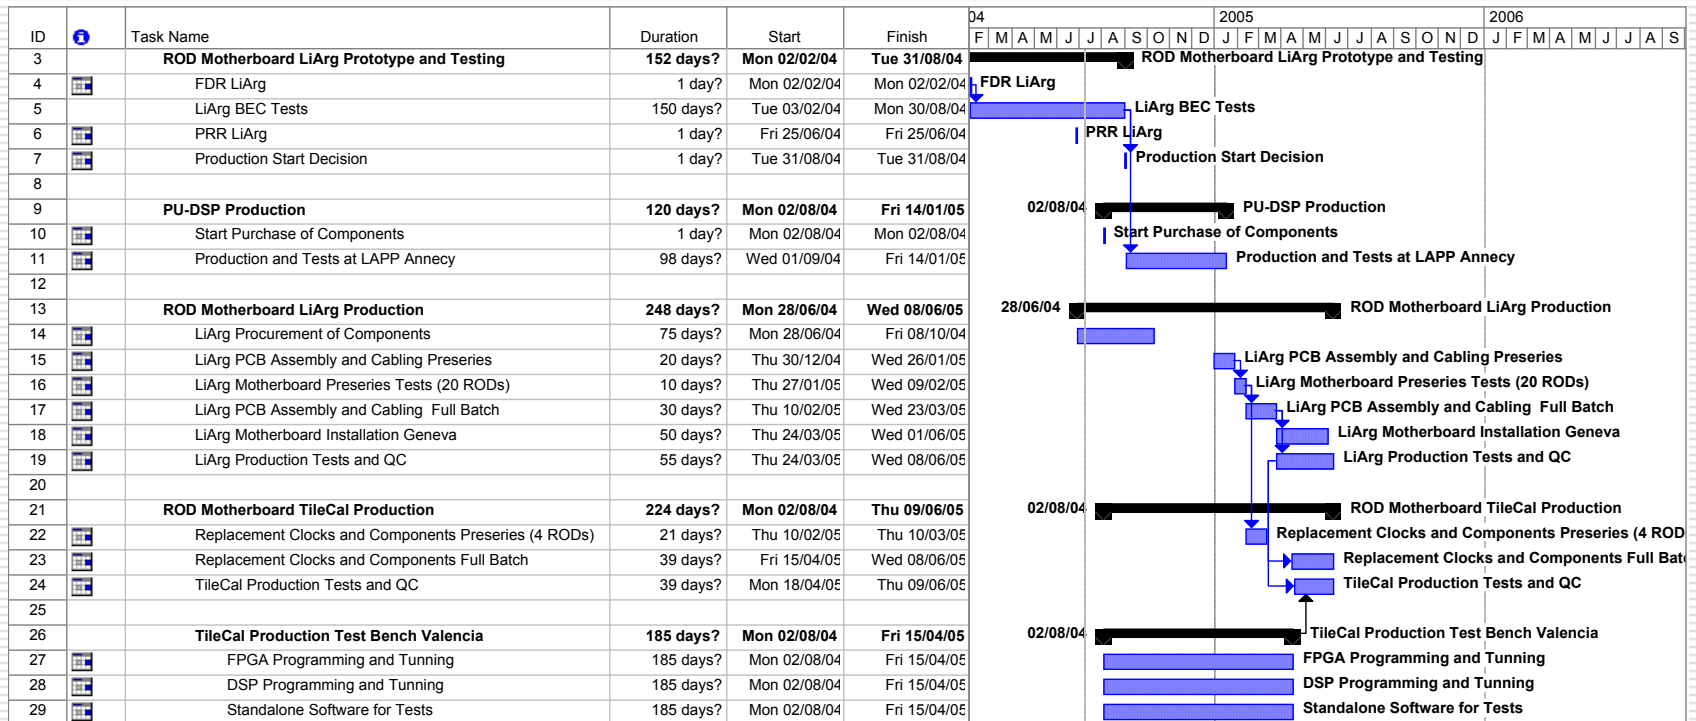 04 2005 2006
ID Task Name Duration Start Finish F M A M J J A S O N D J F M A M J J A S O N D J F M A M J J A S
3 ROD Motherboard LiArg Prototype and Testing 152 days? Mon 02/02/04 Tue 31/08/04 ROD Motherboard LiArg Prototype and Testing
4 FDR LiArg 1 day? Mon 02/02/04 Mon 02/02/04 FDR LiArg
5 LiArg BEC Tests 150 days? Tue 03/02/04 Mon 30/08/04 LiArg BEC Tests
6 PRR LiArg 1 day? Fri 25/06/04 Fri 25/06/04 PRR LiArg
7 Production Start Decision 1 day? Tue 31/08/04 Tue 31/08/04 Production Start Decision
8
9 PU-DSP Production 120 days? Mon 02/08/04 Fri 14/01/05 02/08/04 PU-DSP Production
10 Start Purchase of Components 1 day? Mon 02/08/04 Mon 02/08/04 Start Purchase of Components
11 Production and Tests at LAPP Annecy 98 days? Wed 01/09/04 Fri 14/01/05 Production and Tests at LAPP Annecy
12
13 ROD Motherboard LiArg Production 248 days? Mon 28/06/04 Wed 08/06/05 28/06/04 ROD Motherboard LiArg Production
14 LiArg Procurement of Components 75 days? Mon 28/06/04 Fri 08/10/04
15 LiArg PCB Assembly and Cabling Preseries 20 days? Thu 30/12/04 Wed 26/01/05 LiArg PCB Assembly and Cabling Preseries
16 LiArg Motherboard Preseries Tests (20 RODs) 10 days? Thu 27/01/05 Wed 09/02/05 LiArg Motherboard Preseries Tests (20 RODs)
17 LiArg PCB Assembly and Cabling Full Batch 30 days? Thu 10/02/05 Wed 23/03/05 LiArg PCB Assembly and Cabling Full Batch
18 LiArg Motherboard Installation Geneva 50 days? Thu 24/03/05 Wed 01/06/05 LiArg Motherboard Installation Geneva
19 LiArg Production Tests and QC 55 days? Thu 24/03/05 Wed 08/06/05 LiArg Production Tests and QC
20
21 ROD Motherboard TileCal Production 224 days? Mon 02/08/04 Thu 09/06/05 02/08/04 ROD Motherboard TileCal Production
22 Replacement Clocks and Components Preseries (4 RODs) 21 days? Thu 10/02/05 Thu 10/03/05 Replacement Clocks and Components Preseries (4 ROD
23 Replacement Clocks and Components Full Batch 39 days? Fri 15/04/05 Wed 08/06/05 Replacement Clocks and Components Full Bat
24 TileCal Production Tests and QC 39 days? Mon 18/04/05 Thu 09/06/05 TileCal Production Tests and QC
25
26 TileCal Production Test Bench Valencia 185 days? Mon 02/08/04 Fri 15/04/05 02/08/04 TileCal Production Test Bench Valencia
27 FPGA Programming and Tunning 185 days? Mon 02/08/04 Fri 15/04/05 FPGA Programming and Tunning
28 DSP Programming and Tunning 185 days? Mon 02/08/04 Fri 15/04/05 DSP Programming and Tunning
29 Standalone Software for Tests 185 days? Mon 02/08/04 Fri 15/04/05 Standalone Software for Tests